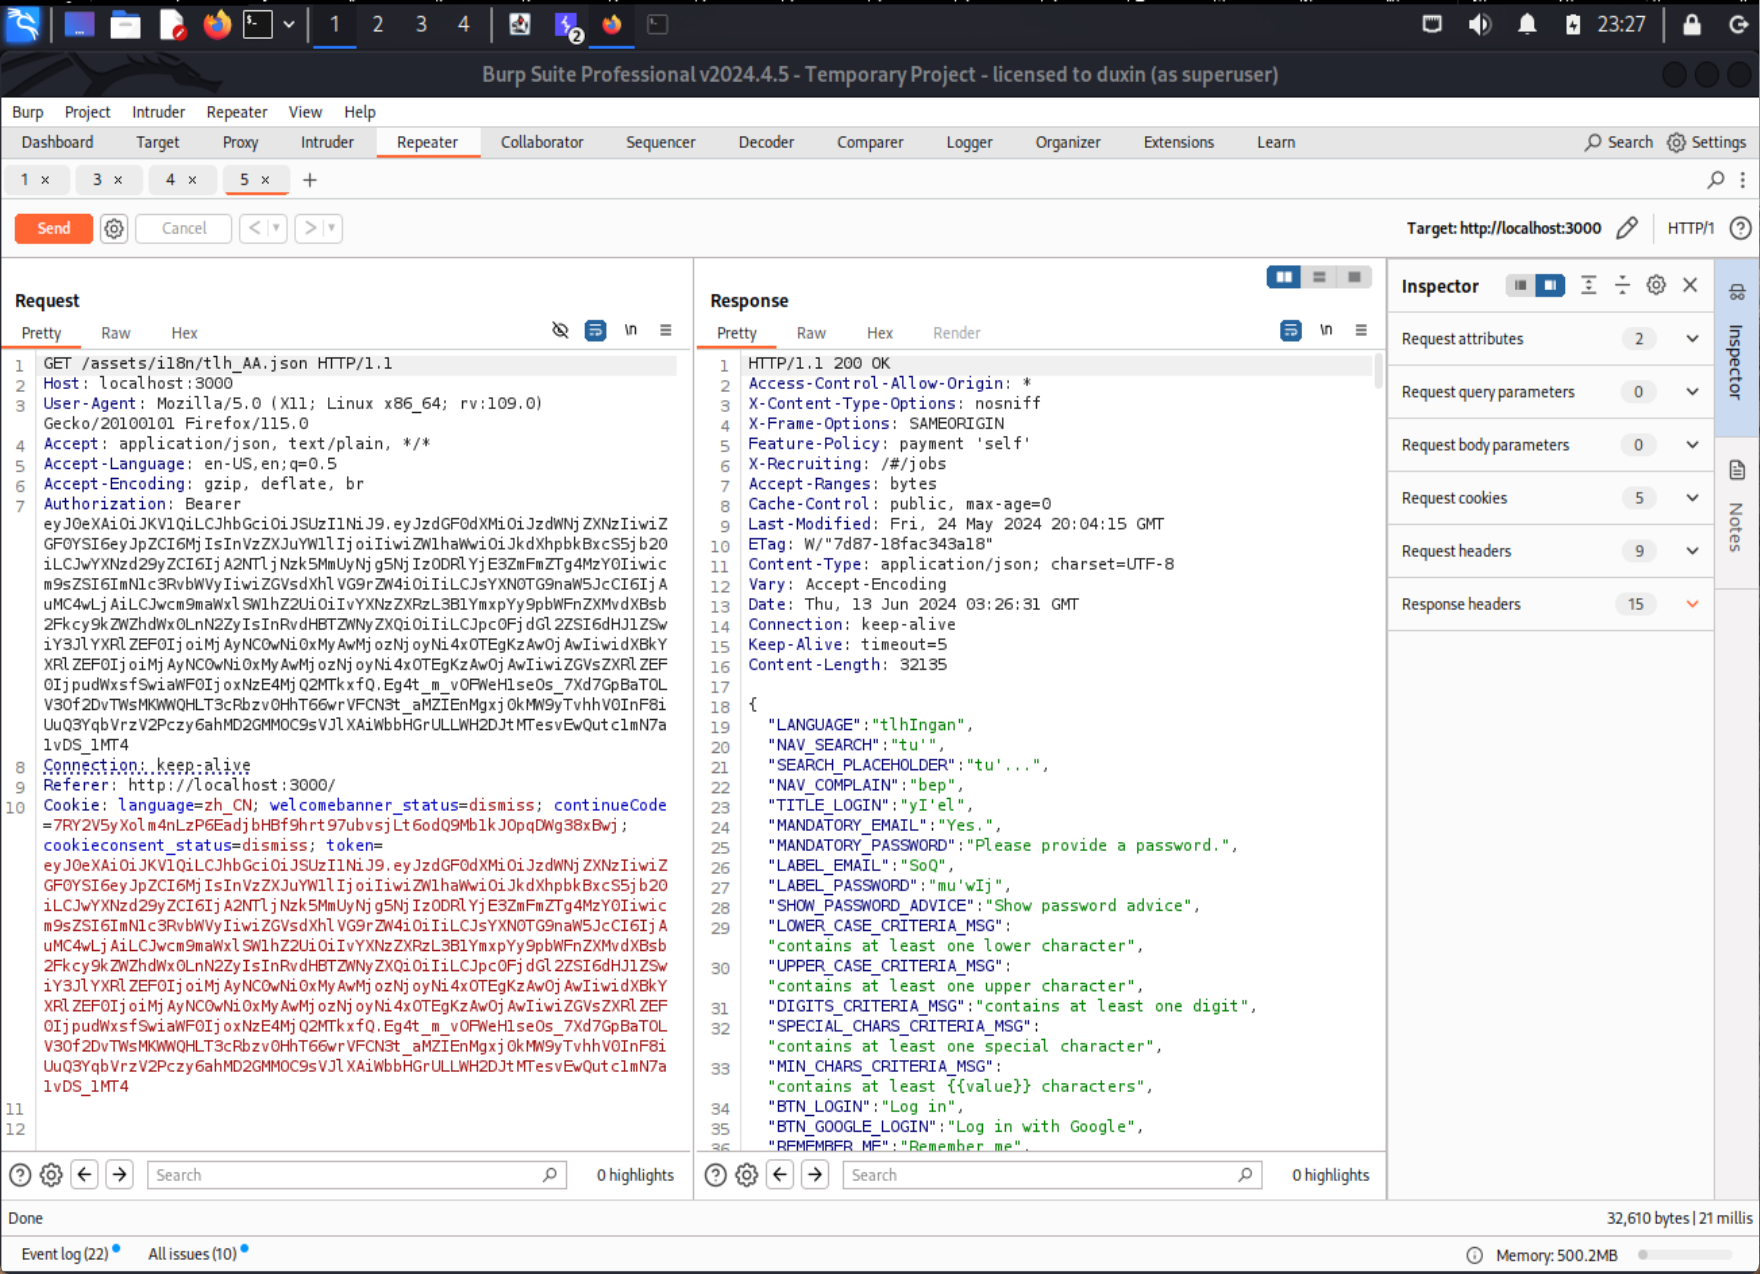 1 2 3 4 2 23:27
Burp Suite Professional v2024.4.5 - Temporary Project - licensed to duxin (as superuser)
Burp Project Intruder Repeater View Help
Dashboard Target Proxy Intruder Repeater Collaborator Sequencer Decoder Comparer Logger Organizer Extensions Learn Search Settings
1 × 3 × 4 × 5 × +
Send Cancel < > Target: http://localhost:3000 HTTP/1
Request
Pretty Raw Hex \n
1 GET /assets/i18n/tlh_AA.json HTTP/1.1
2 Host: localhost:3000
3 User-Agent: Mozilla/5.0 (X11; Linux x86_64; rv:109.0)
Gecko/20100101 Firefox/115.0
4 Accept: application/json, text/plain, */*
5 Accept-Language: en-US,en;q=0.5
6 Accept-Encoding: gzip, deflate, br
7 Authorization: Bearer
8 Connection: keep-alive
9 Referer: http://localhost:3000/
10 Cookie: language=zh_CN; welcomebanner_status=dismiss; continueCode
cookieconsent_status=dismiss; token=
11
12
Search 0 highlights
Response
Pretty Raw Hex Render \n
1 HTTP/1.1 200 OK
2 Access-Control-Allow-Origin: *
3 X-Content-Type-Options: nosniff
4 X-Frame-Options: SAMEORIGIN
5 Feature-Policy: payment 'self'
6 X-Recruiting: /#/jobs
7 Accept-Ranges: bytes
8 Cache-Control: public, max-age=0
9 Last-Modified: Fri, 24 May 2024 20:04:15 GMT
10 ETag: W/"7d87-18fac343a18"
11 Content-Type: application/json; charset=UTF-8
12 Vary: Accept-Encoding
13 Date: Thu, 13 Jun 2024 03:26:31 GMT
14 Connection: keep-alive
15 Keep-Alive: timeout=5
16 Content-Length: 32135
17
18 {
19 "LANGUAGE":"tlhIngan",
20 "NAV_SEARCH":"tu'",
21 "SEARCH_PLACEHOLDER":"tu'...",
22 "NAV_COMPLAIN":"bep",
23 "TITLE_LOGIN":"yI'el",
24 "MANDATORY_EMAIL":"Yes.",
25 "MANDATORY_PASSWORD":"Please provide a password.",
26 "LABEL_EMAIL":"SoQ",
27 "LABEL_PASSWORD":"mu'wIj",
28 "SHOW_PASSWORD_ADVICE":"Show password advice",
29 "LOWER_CASE_CRITERIA_MSG":
"contains at least one lower character",
30 "UPPER_CASE_CRITERIA_MSG":
"contains at least one upper character",
31 "DIGITS_CRITERIA_MSG":"contains at least one digit",
32 "SPECIAL_CHARS_CRITERIA_MSG":
"contains at least one special character",
33 "MIN_CHARS_CRITERIA_MSG":
"contains at least {{value}} characters",
34 "BTN_LOGIN":"Log in",
35 "BTN_GOOGLE_LOGIN":"Log in with Google",
36 "REMEMBER_ME":"Remember me",
Search 0 highlights
Inspector
Request attributes 2
Request query parameters 0
Request body parameters 0
Request cookies 5
Request headers 9
Response headers 15
Inspector
Notes
Done 32,610 bytes | 21 millis
Event log (22) All issues (10) Memory: 500.2MB